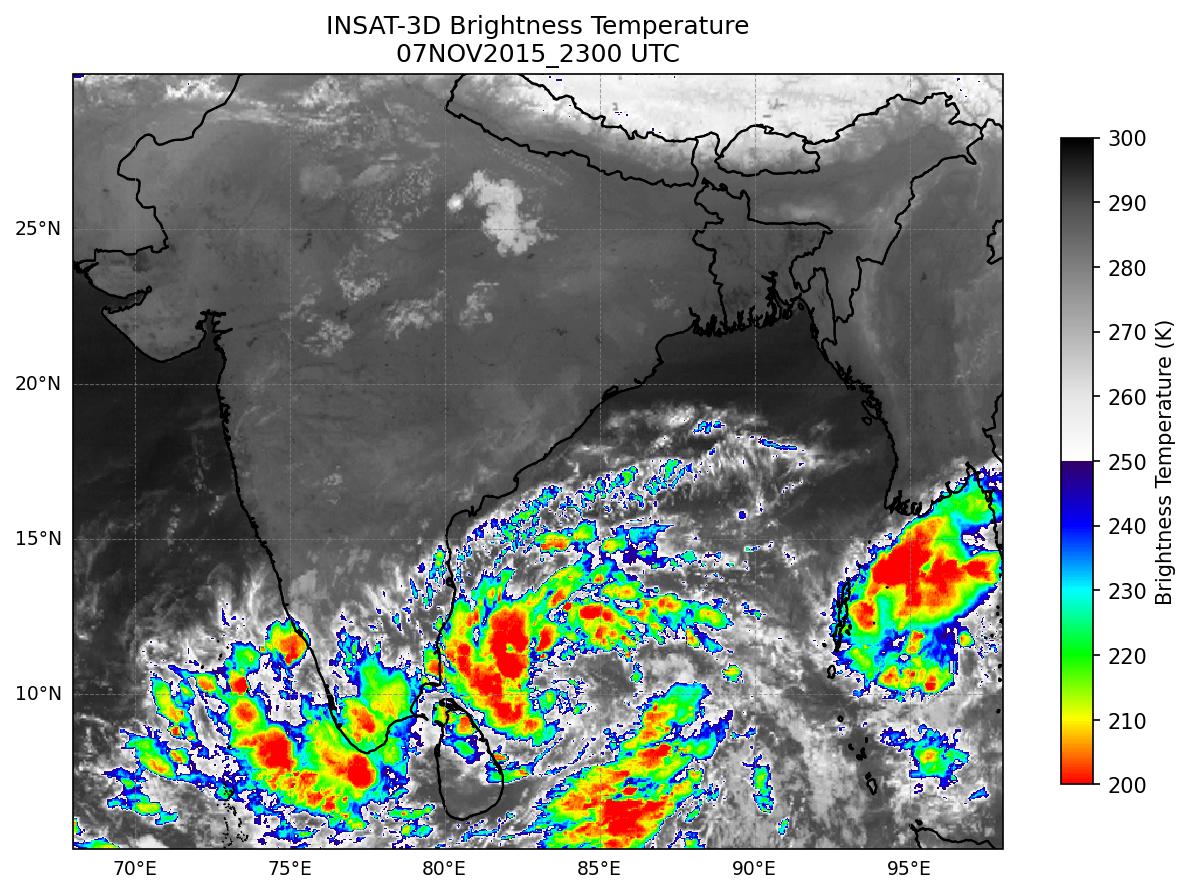 INSAT-3D Brightness Temperature
07NOV2015_2300 UTC
25°N
20°N
15°N
10°N
70°E
75°E
80°E
85°E
90°E
95°E
300
290
280
270
260
250
240
230
220
210
200
Brightness Temperature (K)